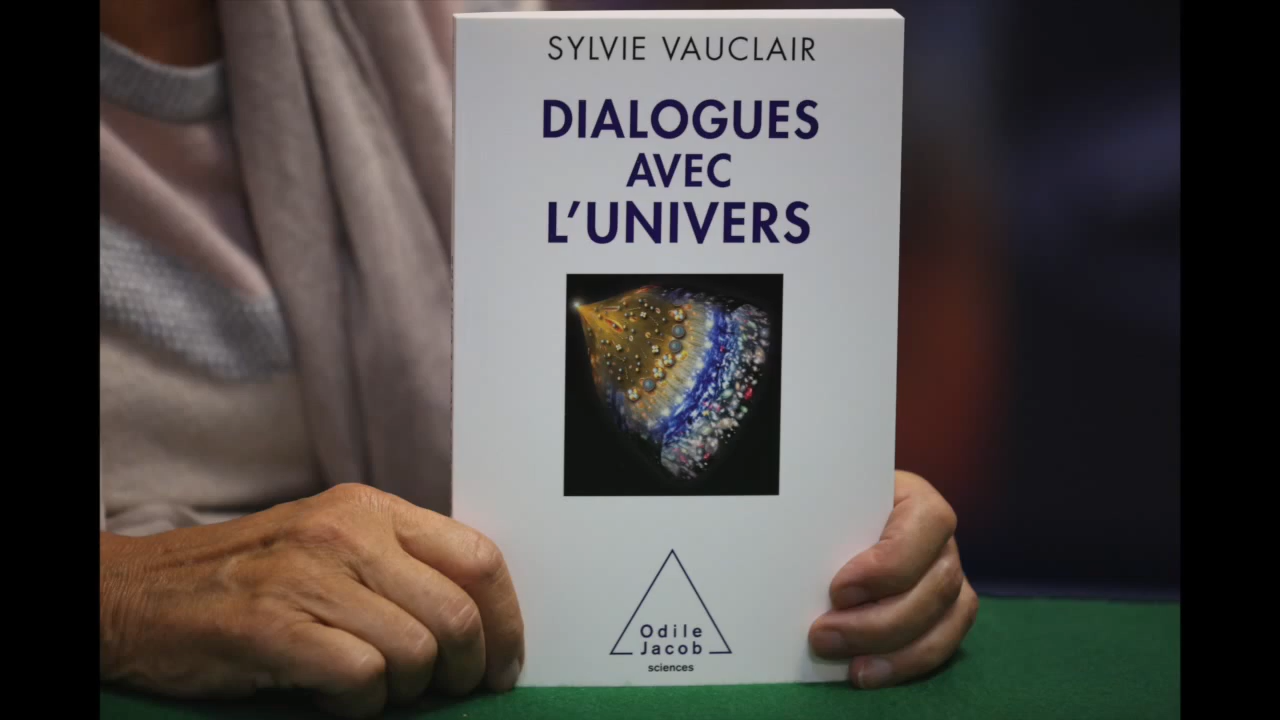 SYLVIE VAUCLAIR
DIALOGUES
AVEC
L'UNIVERS
Odile
Jacob
sciences